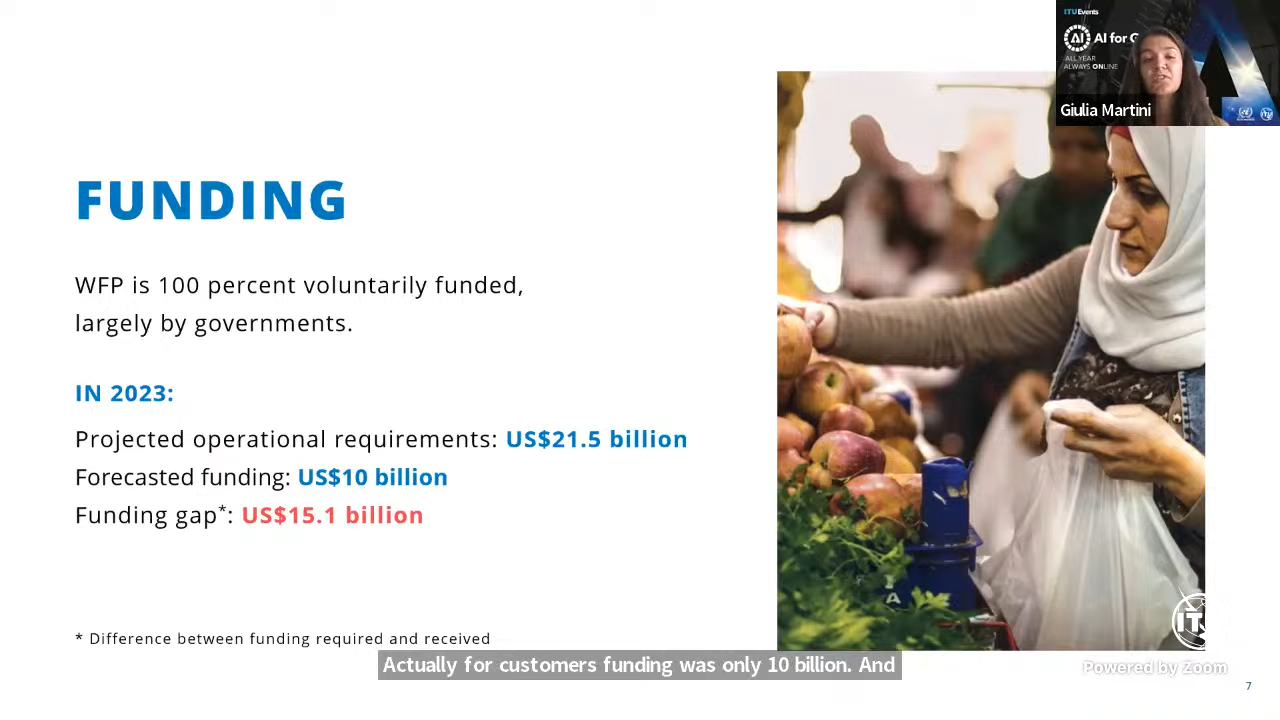 ITUEvents
AI
AI for G
ALL YEAR
ALWAYS ONLINE
Giulia Martini
FUNDING
WFP is 100 percent voluntarily funded,
largely by governments.
IN 2023:
Projected operational requirements: US$21.5 billion
Forecasted funding: US$10 billion
Funding gap*: US$15.1 billion
* Difference between funding required and received
Actually for customers funding was only 10 billion. And
ITU
Powered by Zoom
7